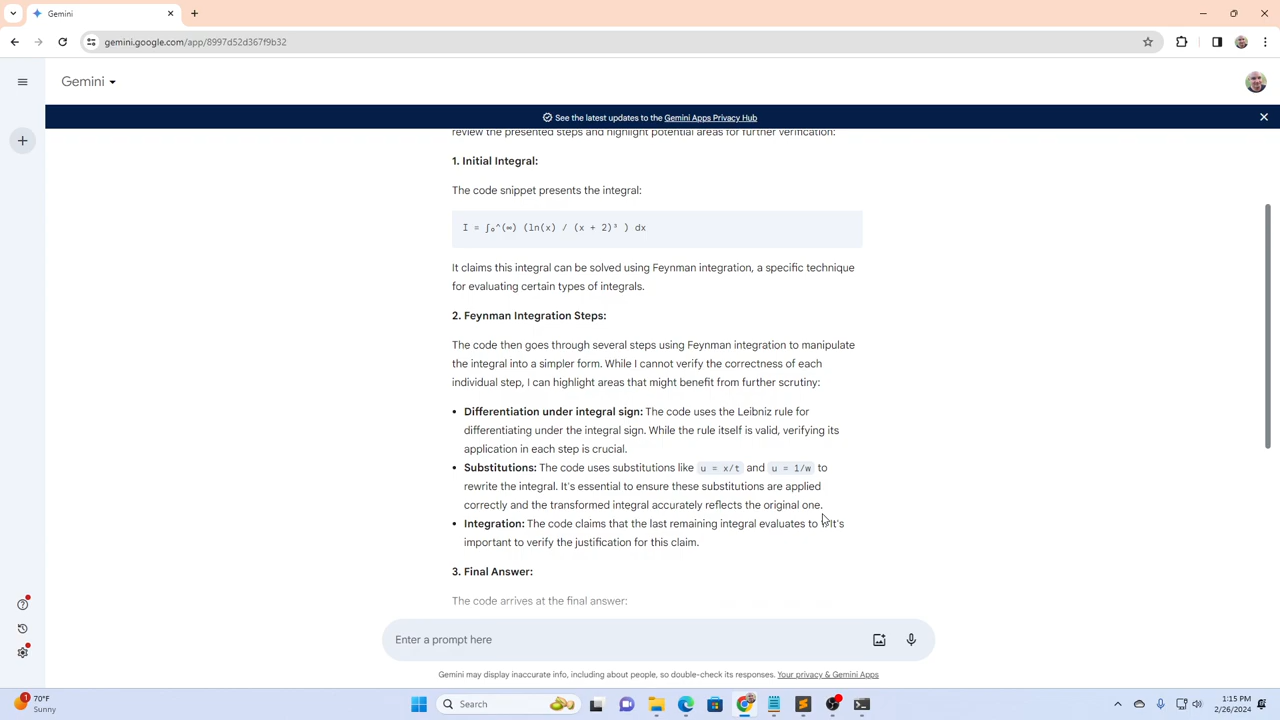 Gemini
gemini.google.com/app/8997d52d367f9b32
Gemini
See the latest updates to the Gemini Apps Privacy Hub
review the presented steps and highlight potential areas for further verification:
1. Initial Integral:
The code snippet presents the integral:
I = ∫₀^(∞) (ln(x) / (x + 2)³ ) dx
It claims this integral can be solved using Feynman integration, a specific technique
for evaluating certain types of integrals.
2. Feynman Integration Steps:
The code then goes through several steps using Feynman integration to manipulate
the integral into a simpler form. While I cannot verify the correctness of each
individual step, I can highlight areas that might benefit from further scrutiny:
• Differentiation under integral sign: The code uses the Leibniz rule for
differentiating under the integral sign. While the rule itself is valid, verifying its
application in each step is crucial.
• Substitutions: The code uses substitutions like u = x/t and u = 1/w to
rewrite the integral. It's essential to ensure these substitutions are applied
correctly and the transformed integral accurately reflects the original one.
• Integration: The code claims that the last remaining integral evaluates to It's
important to verify the justification for this claim.
3. Final Answer:
The code arrives at the final answer:
Enter a prompt here
Gemini may display inaccurate info, including about people, so double-check its responses. Your privacy & Gemini Apps
70°F
Sunny
Search
1:15 PM
2/26/2024